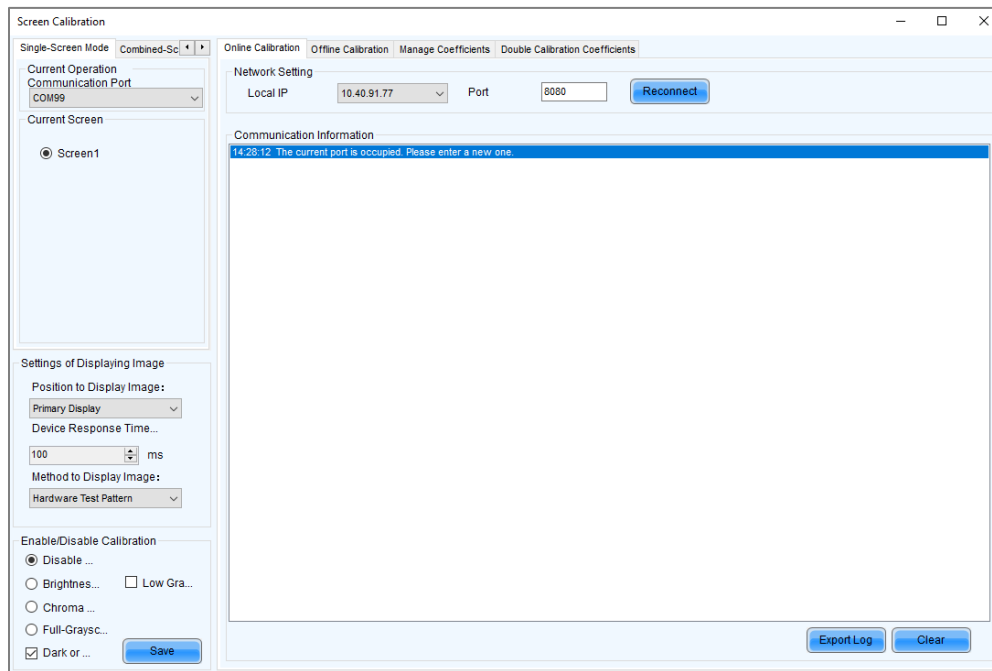 Screen Calibration
Single-Screen Mode
Combined-Sc
Current Operation
Communication Port
COM99
Current Screen
Screen1
Settings of Displaying Image
Position to Display Image:
Primary Display
Device Response Time...
100 ms
Method to Display Image:
Hardware Test Pattern
Enable/Disable Calibration
Disable ...
Brightnes... Low Gra...
Chroma ...
Full-Graysc...
Dark or ... Save
Online Calibration Offline Calibration Manage Coefficients Double Calibration Coefficients
Network Setting
Local IP 10.40.91.77 Port 8080 Reconnect
Communication Information
14:28:12 The current port is occupied. Please enter a new one.
Export Log Clear